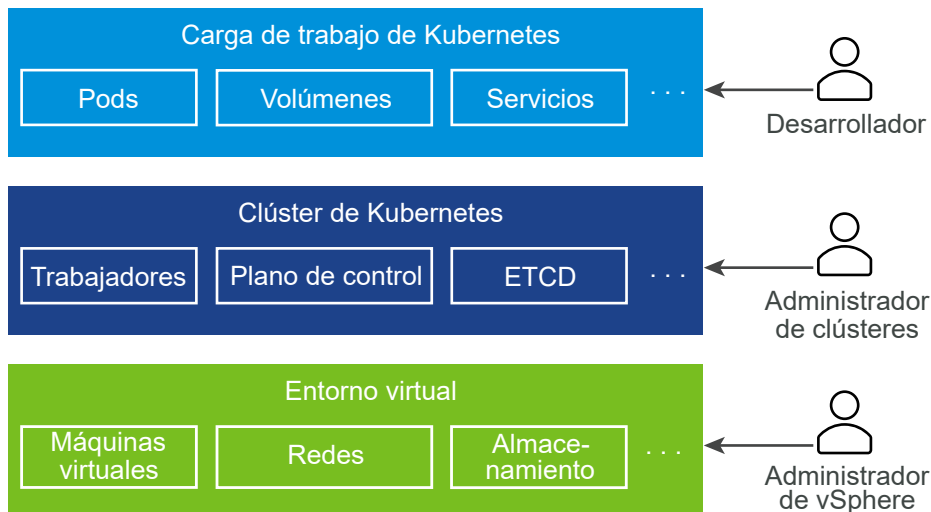 Carga de trabajo de Kubernetes
Pods
Volúmenes
Servicios
. . .
Desarrollador
Clúster de Kubernetes
Trabajadores
Plano de control
ETCD
. . .
Administrador
de clústeres
Entorno virtual
Máquinas
virtuales
Redes
Almace-
namiento
. . .
Administrador
de vSphere